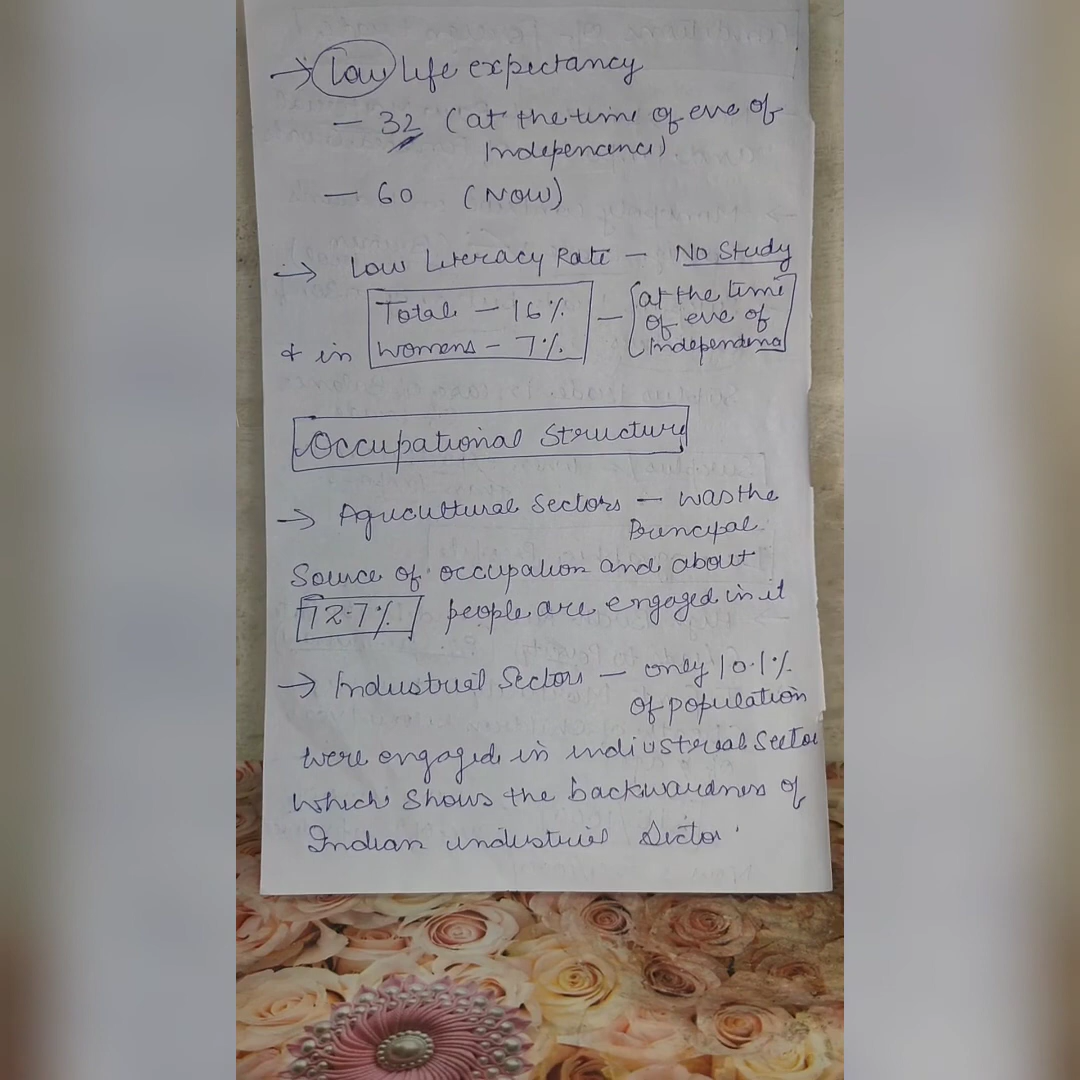 → Low Life expectancy
– 32 (at the time of eve of
Indepenence)
– 60 (Now)
→ Low Literacy Rate – No Study
Total – 16%
& in Womens – 7%
– (at the time
of eve of
independence
Occupational Structure
→ Agricultural Sectors – was the
Principal
Source of occupation and about
72.7% people are engaged in it
→ Industrial Sectors – only 10.1%
of population
were engaged in indiustrial Sector
Which Shows the backwardness of
Indian industrial Sector.